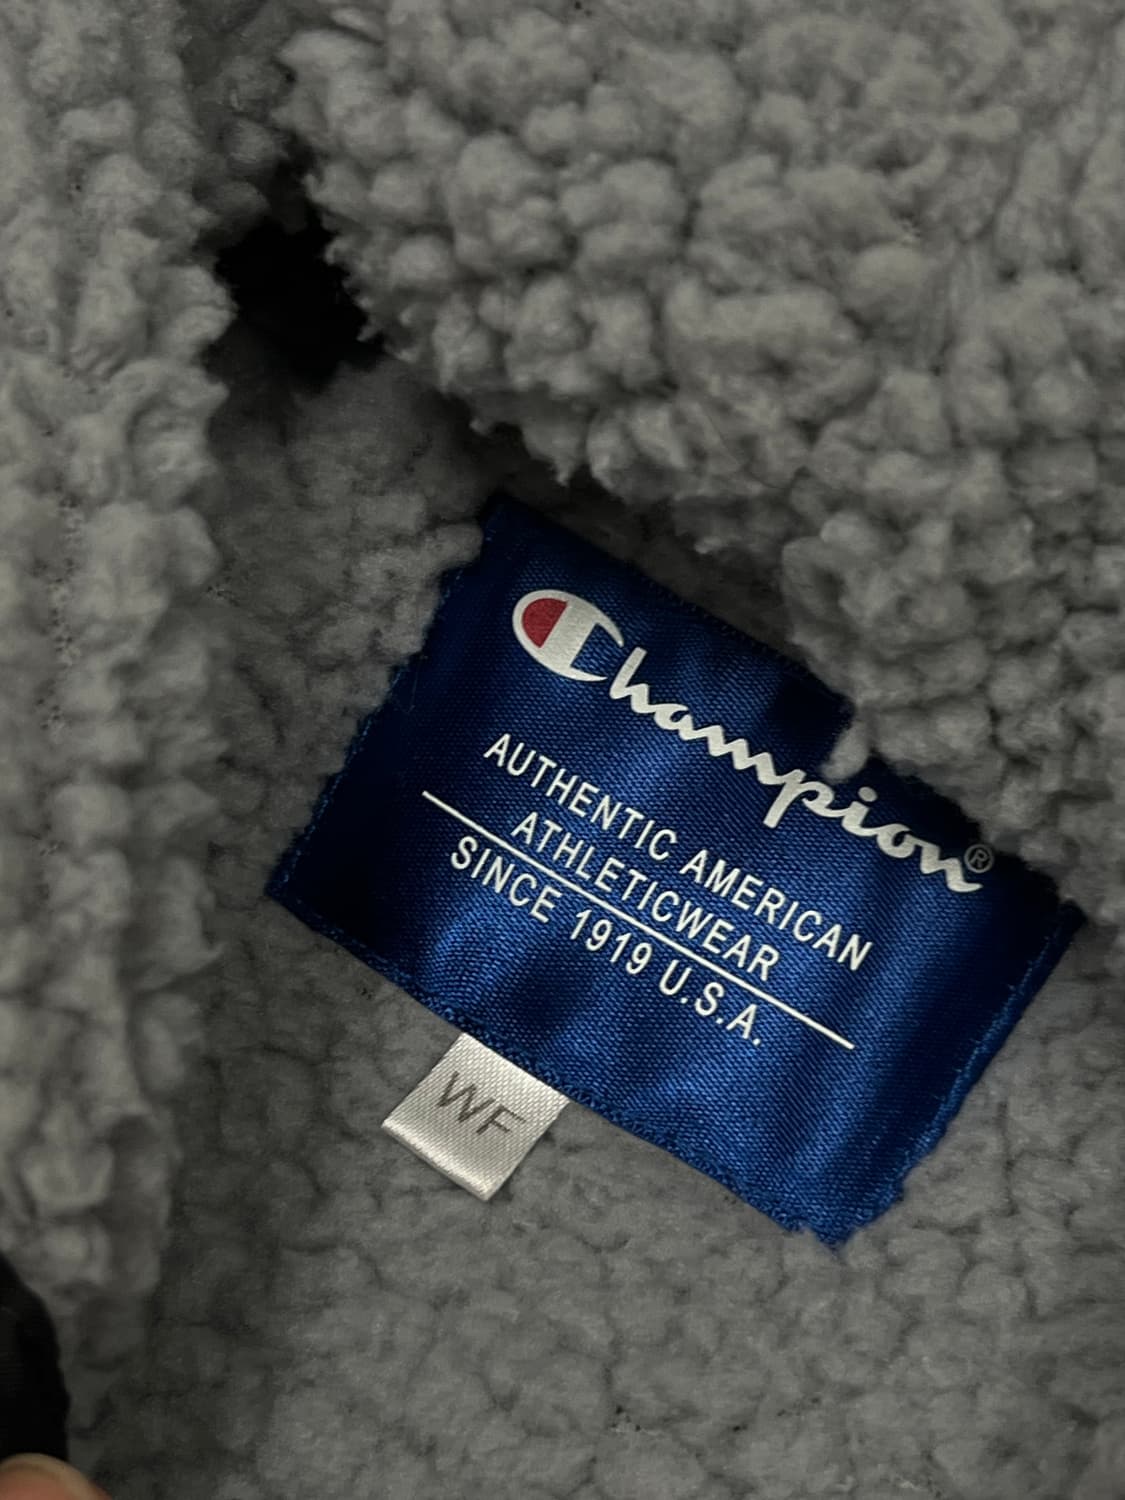 Champion®
AUTHENTIC AMERICAN
ATHLETICWEAR
SINCE 1919 U.S.A.
WF